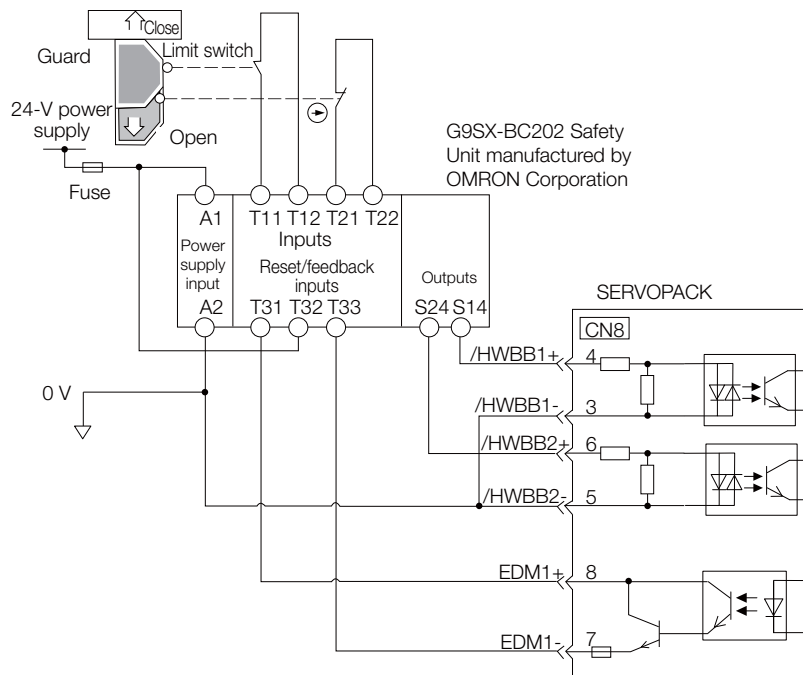 Close
Guard
Limit switch
24-V power
supply
Open
Fuse
G9SX-BC202 Safety
Unit manufactured by
OMRON Corporation
A1
T11
T12
T21
T22
Inputs
Power
supply
input
Reset/feedback
inputs
Outputs
A2
T31
T32
T33
S24
S14
SERVOPACK
CN8
/HWBB1+
4
0 V
/HWBB1-
3
/HWBB2+
6
/HWBB2-
5
EDM1+
8
EDM1-
7